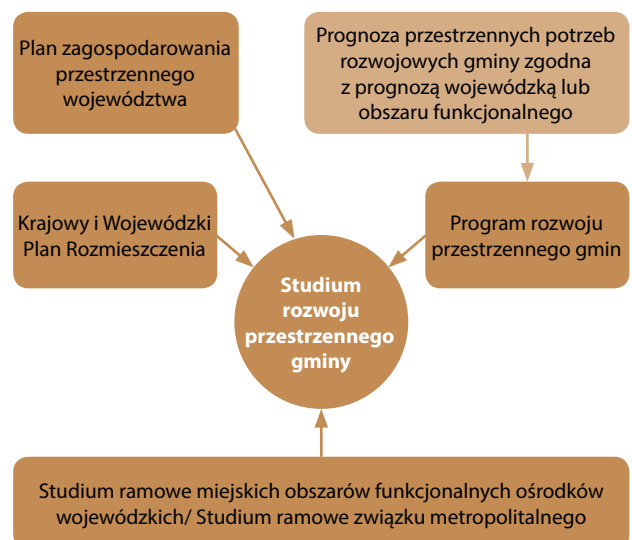 Plan zagospodarowania
przestrzennego
województwa
Prognoza przestrzennych potrzeb
rozwojowych gminy zgodna
z prognozą wojewódzką lub
obszaru funkcjonalnego
Krajowy i Wojewódzki
Plan Rozmieszczenia
Program rozwoju
przestrzennego gmin
Studium
rozwoju
przestrzennego
gminy
Studium ramowe miejskich obszarów funkcjonalnych ośrodków
wojewódzkich/ Studium ramowe związku metropolitalnego